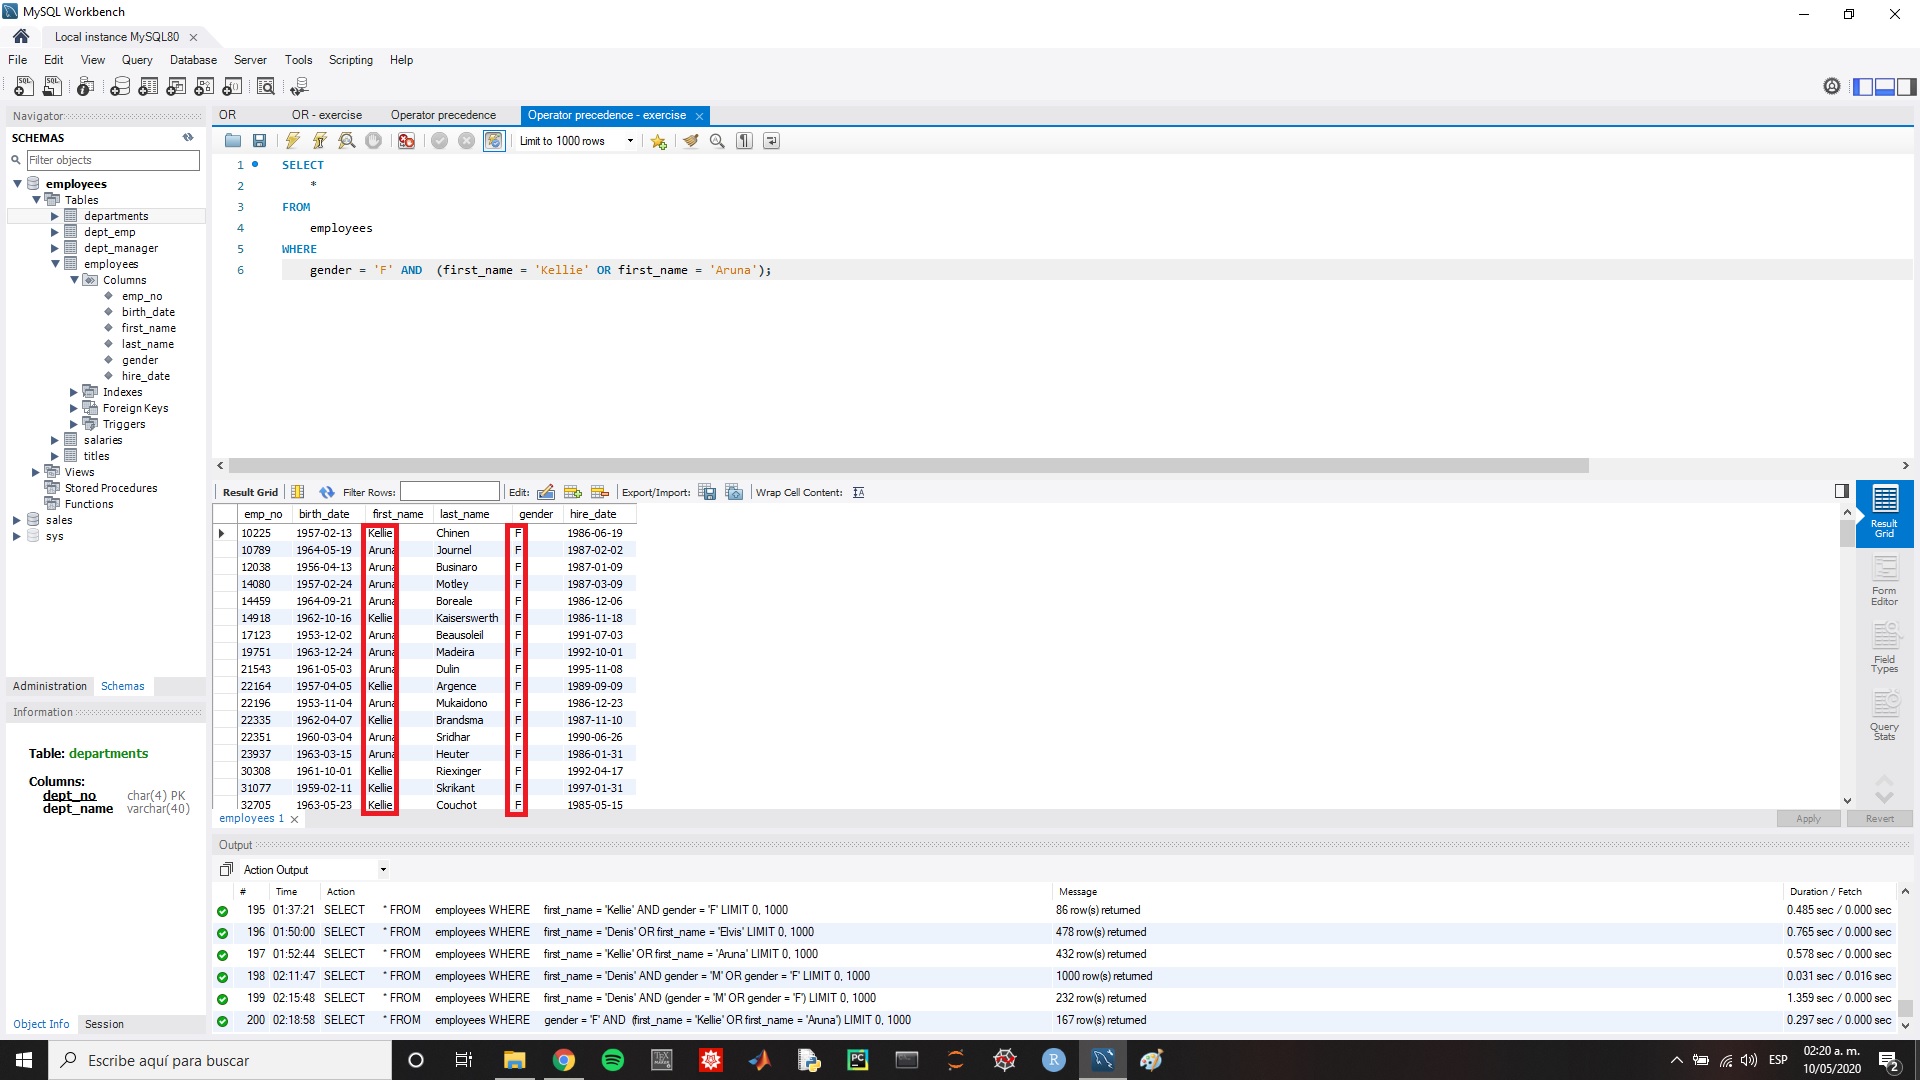 MySQL Workbench
Local instance MySQL80
File Edit View Query Database Server Tools Scripting Help
Navigator
SCHEMAS
Filter objects
employees
Tables
departments
dept_emp
dept_manager
employees
Columns
emp_no
birth_date
first_name
last_name
gender
hire_date
Indexes
Foreign Keys
Triggers
salaries
titles
Views
Stored Procedures
Functions
sales
sys
Administration Schemas
Information
Table: departments
Columns:
dept_no char(4) PK
dept_name varchar(40)
Object Info Session
OR OR - exercise Operator precedence Operator precedence - exercise
Limit to 1000 rows
1 SELECT
2 *
3 FROM
4 employees
5 WHERE
6 gender = 'F' AND (first_name = 'Kellie' OR first_name = 'Aruna');
Result Grid Filter Rows: Edit: Export/Import: Wrap Cell Content:
emp_no birth_date first_name last_name gender hire_date
10225 1957-02-13 Kellie Chinen F 1986-06-19
10789 1964-05-19 Aruna Journel F 1987-02-02
12038 1956-04-13 Aruna Businaro F 1987-01-09
14080 1957-02-24 Aruna Motley F 1987-03-09
14459 1964-09-21 Aruna Boreale F 1986-12-06
14918 1962-10-16 Kellie Kaiserswerth F 1986-11-18
17123 1953-12-02 Aruna Beausoleil F 1991-07-03
19751 1963-12-24 Aruna Madeira F 1992-10-01
21543 1961-05-03 Aruna Dulin F 1995-11-08
22164 1957-04-05 Kellie Argence F 1989-09-09
22196 1953-11-04 Aruna Mukaidono F 1986-12-23
22335 1962-04-07 Kellie Brandsma F 1987-11-10
22351 1960-03-04 Aruna Sridhar F 1990-06-26
23937 1963-03-15 Aruna Heuter F 1986-01-31
30308 1961-10-01 Kellie Riexinger F 1992-04-17
31077 1959-02-11 Kellie Skrikant F 1997-01-31
32705 1963-05-23 Kellie Couchot F 1985-05-15
Result Grid
Form Editor
Field Types
Query Stats
employees 1
Apply Revert
Output
Action Output
# Time Action Message Duration / Fetch
195 01:37:21 SELECT * FROM employees WHERE first_name = 'Kellie' AND gender = 'F' LIMIT 0, 1000 86 row(s) returned 0.485 sec / 0.000 sec
196 01:50:00 SELECT * FROM employees WHERE first_name = 'Denis' OR first_name = 'Elvis' LIMIT 0, 1000 478 row(s) returned 0.765 sec / 0.000 sec
197 01:52:44 SELECT * FROM employees WHERE first_name = 'Kellie' OR first_name = 'Aruna' LIMIT 0, 1000 432 row(s) returned 0.578 sec / 0.000 sec
198 02:11:47 SELECT * FROM employees WHERE first_name = 'Denis' AND gender = 'M' OR gender = 'F' LIMIT 0, 1000 1000 row(s) returned 0.031 sec / 0.016 sec
199 02:15:48 SELECT * FROM employees WHERE first_name = 'Denis' AND (gender = 'M' OR gender = 'F') LIMIT 0, 1000 232 row(s) returned 1.359 sec / 0.000 sec
200 02:18:58 SELECT * FROM employees WHERE gender = 'F' AND (first_name = 'Kellie' OR first_name = 'Aruna') LIMIT 0, 1000 167 row(s) returned 0.297 sec / 0.000 sec
Escribe aquí para buscar
ESP
02:20 a. m.
10/05/2020
2